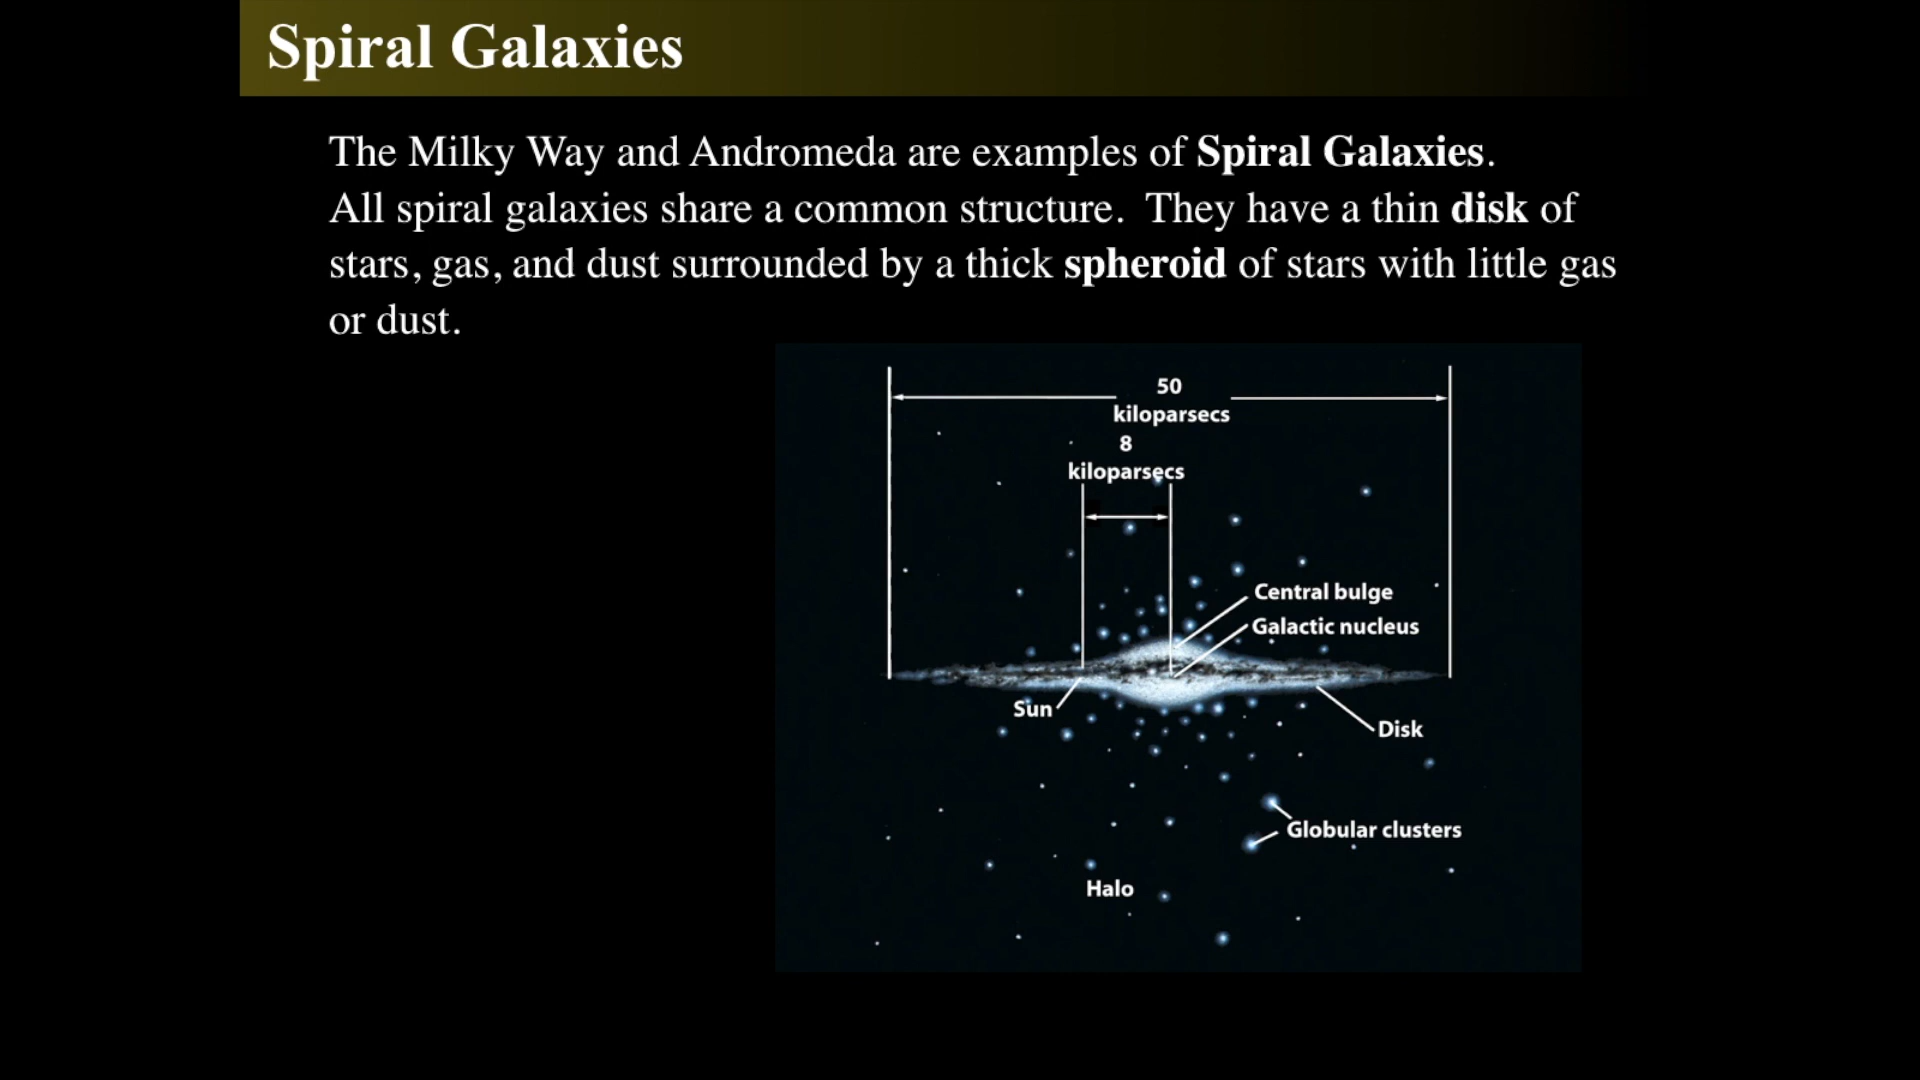 Spiral Galaxies
The Milky Way and Andromeda are examples of Spiral Galaxies.
All spiral galaxies share a common structure.  They have a thin disk of
stars, gas, and dust surrounded by a thick spheroid of stars with little gas
or dust.
50
kiloparsecs
8
kiloparsecs
Central bulge
Galactic nucleus
Sun
Disk
Globular clusters
Halo